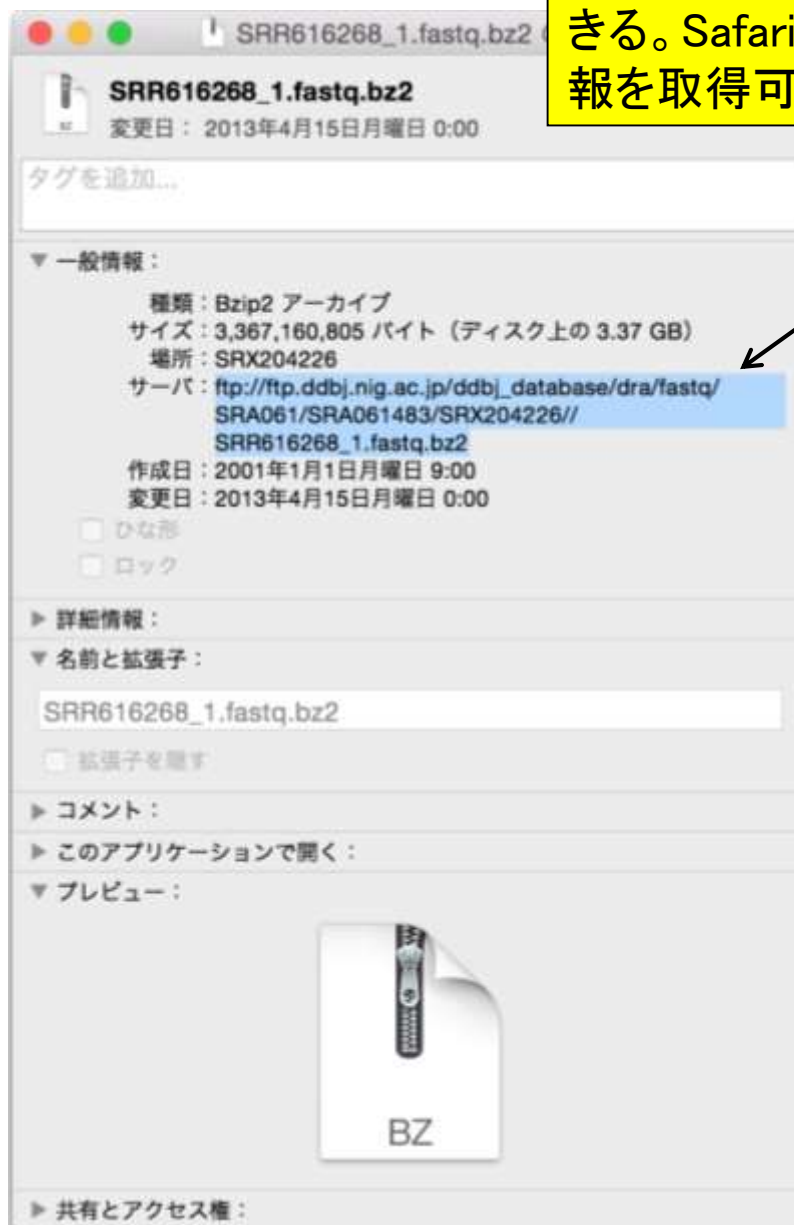 きる。Safari
報を取得可
SRR616268_1.fastq.bz2
SRR616268_1.fastq.bz2
変更日： 2013年4月15日月曜日 0:00
タグを追加...
▼ 一般情報：
種類：Bzip2 アーカイブ
サイズ：3,367,160,805 バイト（ディスク上の 3.37 GB）
場所：SRX204226
サーバ：ftp://ftp.ddbj.nig.ac.jp/ddbj_database/dra/fastq/
SRA061/SRA061483/SRX204226//
SRR616268_1.fastq.bz2
作成日：2001年1月1日月曜日 9:00
変更日：2013年4月15日月曜日 0:00
ひな形
ロック
▶ 詳細情報：
▼ 名前と拡張子：
SRR616268_1.fastq.bz2
拡張子を隠す
▶ コメント：
▶ このアプリケーションで開く：
▼ プレビュー：
BZ
▶ 共有とアクセス権：